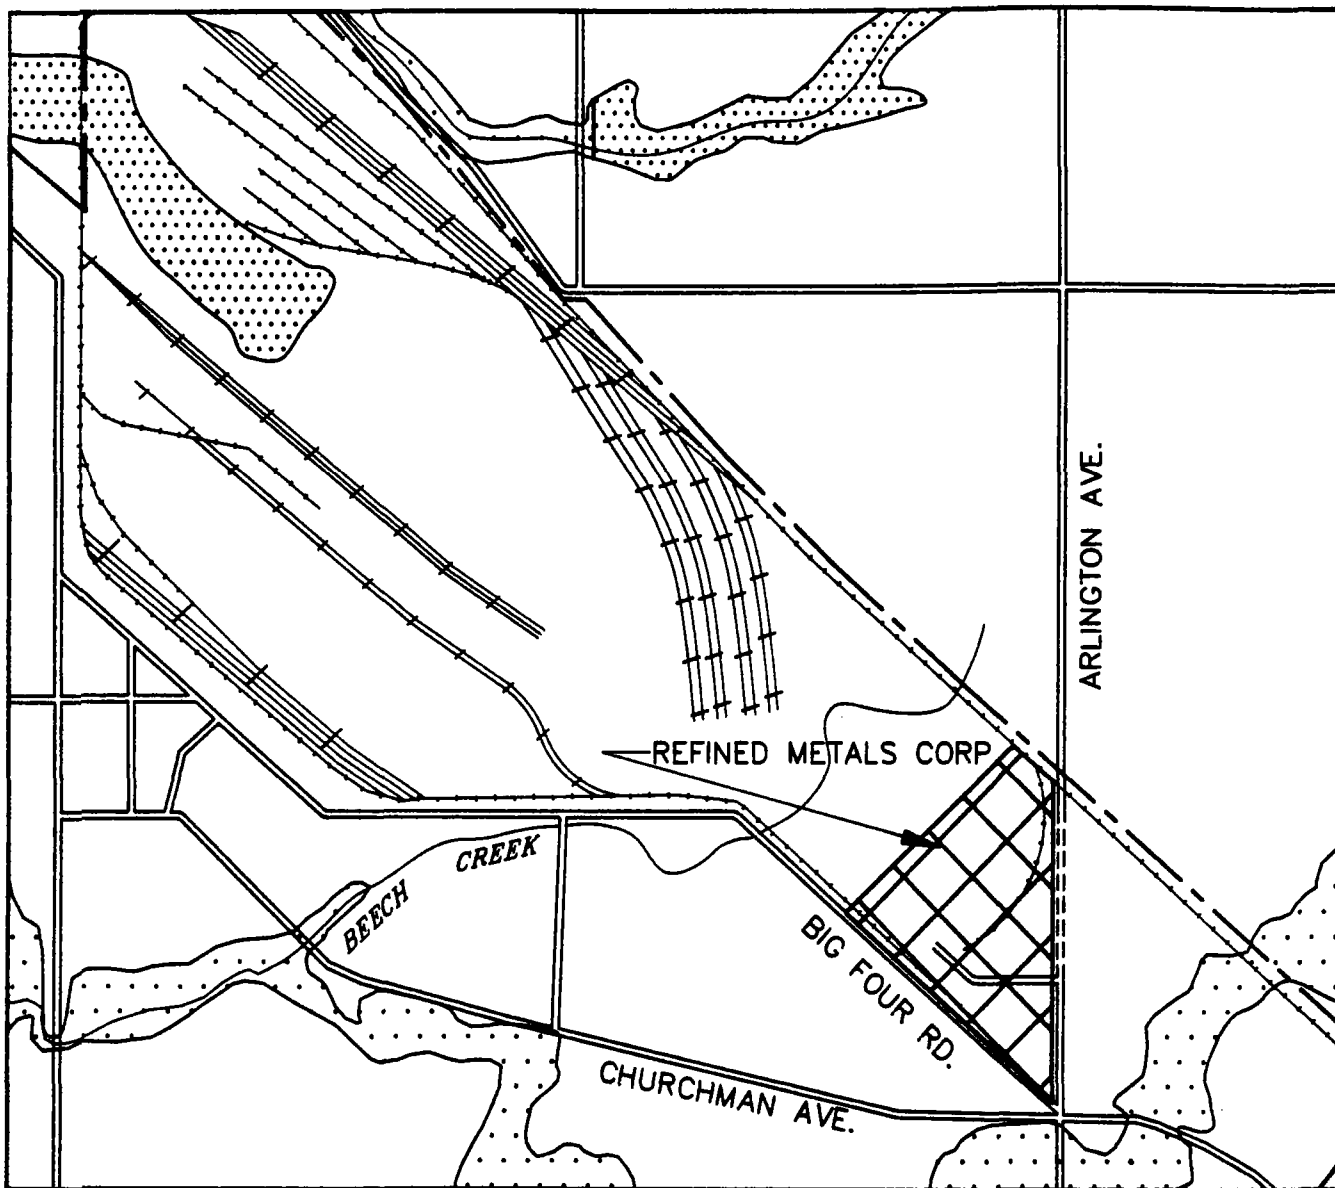 ARLINGTON AVE.
REFINED METALS CORP
BEECH CREEK
BIG FOUR RD.
CHURCHMAN AVE.